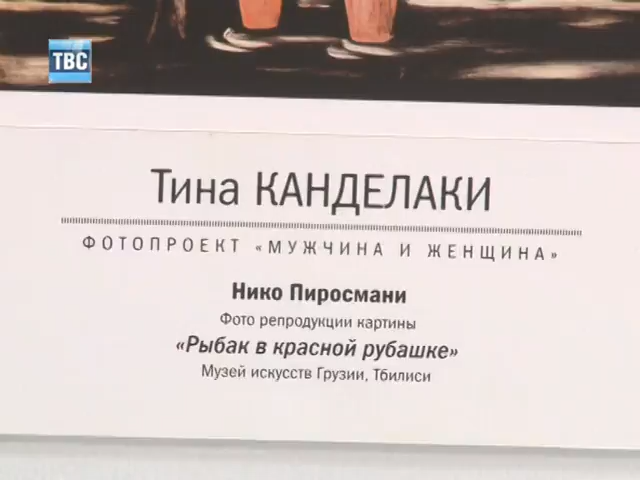 ТВС
Тина КАНДЕЛАКИ
ФОТОПРОЕКТ «МУЖЧИНА И ЖЕНЩИНА»
Нико Пиросмани
Фото репродукции картины
«Рыбак в красной рубашке»
Музей искусств Грузии, Тбилиси